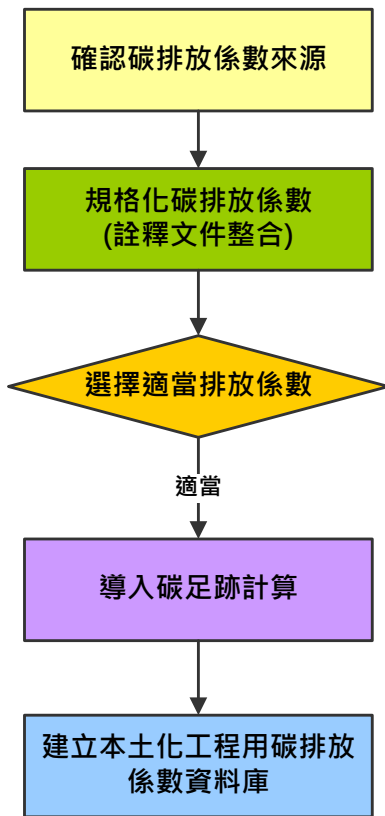 確認碳排放係數來源
規格化碳排放係數
(詮釋文件整合)
選擇適當排放係數
適當
導入碳足跡計算
建立本土化工程用碳排放
係數資料庫